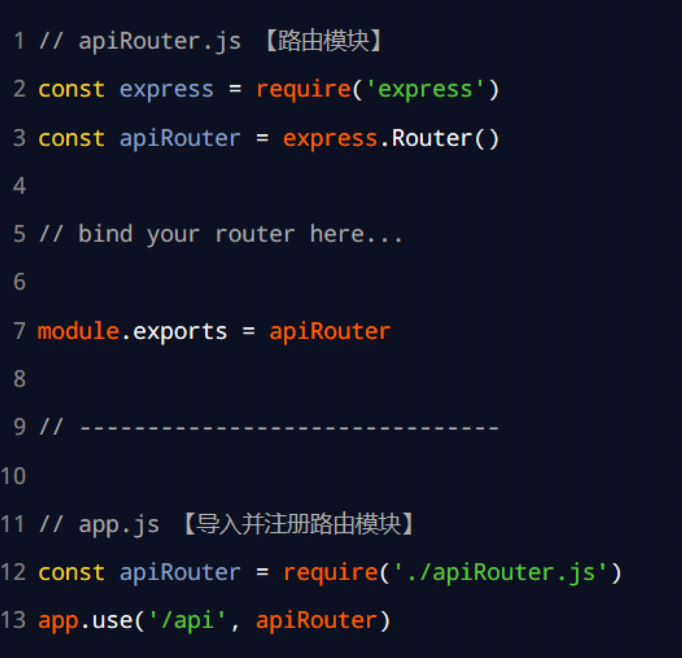 1 // apiRouter.js 【路由模块】
2 const express = require('express')
3 const apiRouter = express.Router()
4
5 // bind your router here...
6
7 module.exports = apiRouter
8
9 // -------------------------------
10
11 // app.js 【导入并注册路由模块】
12 const apiRouter = require('./apiRouter.js')
13 app.use('/api', apiRouter)